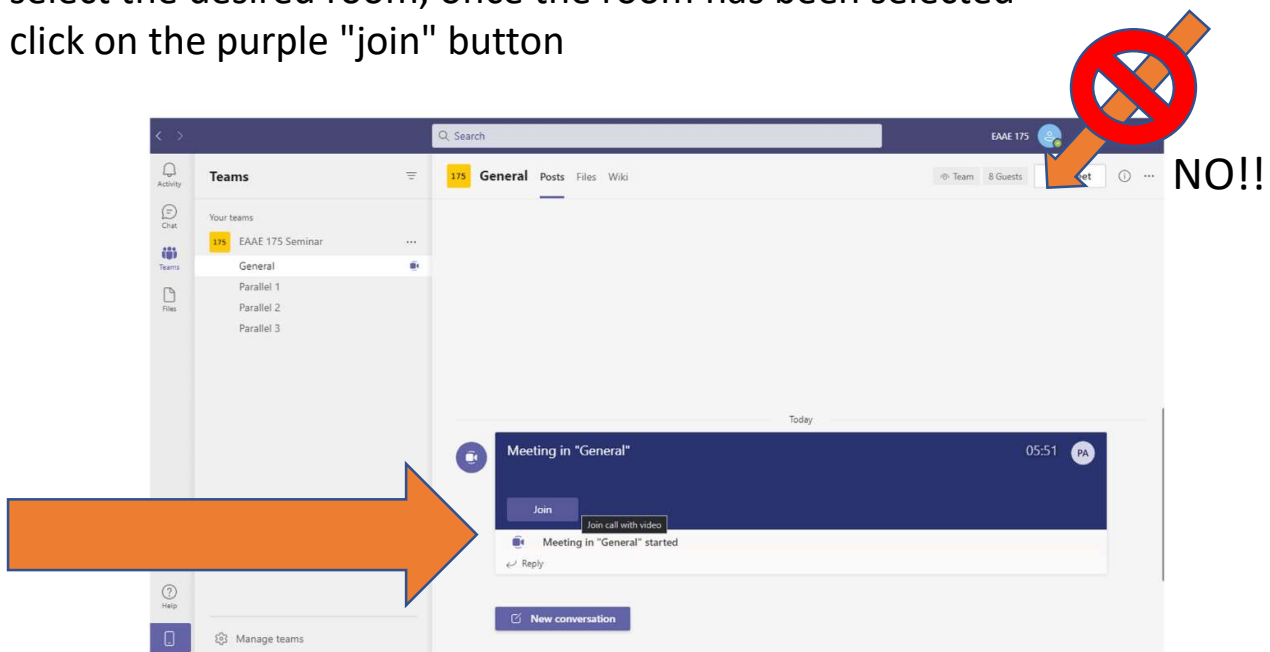 select the desired room, once the room has been selected
click on the purple "join" button
NO!!
Search
EAAE 175
Activity
Chat
Teams
Files
Help
Teams
Your teams
175 EAAE 175 Seminar
General
Parallel 1
Parallel 2
Parallel 3
Manage teams
175 General Posts Files Wiki
Team 8 Guests
Today
Meeting in "General" 05:51 PA
Join
Join call with video
Meeting in "General" started
Reply
New conversation